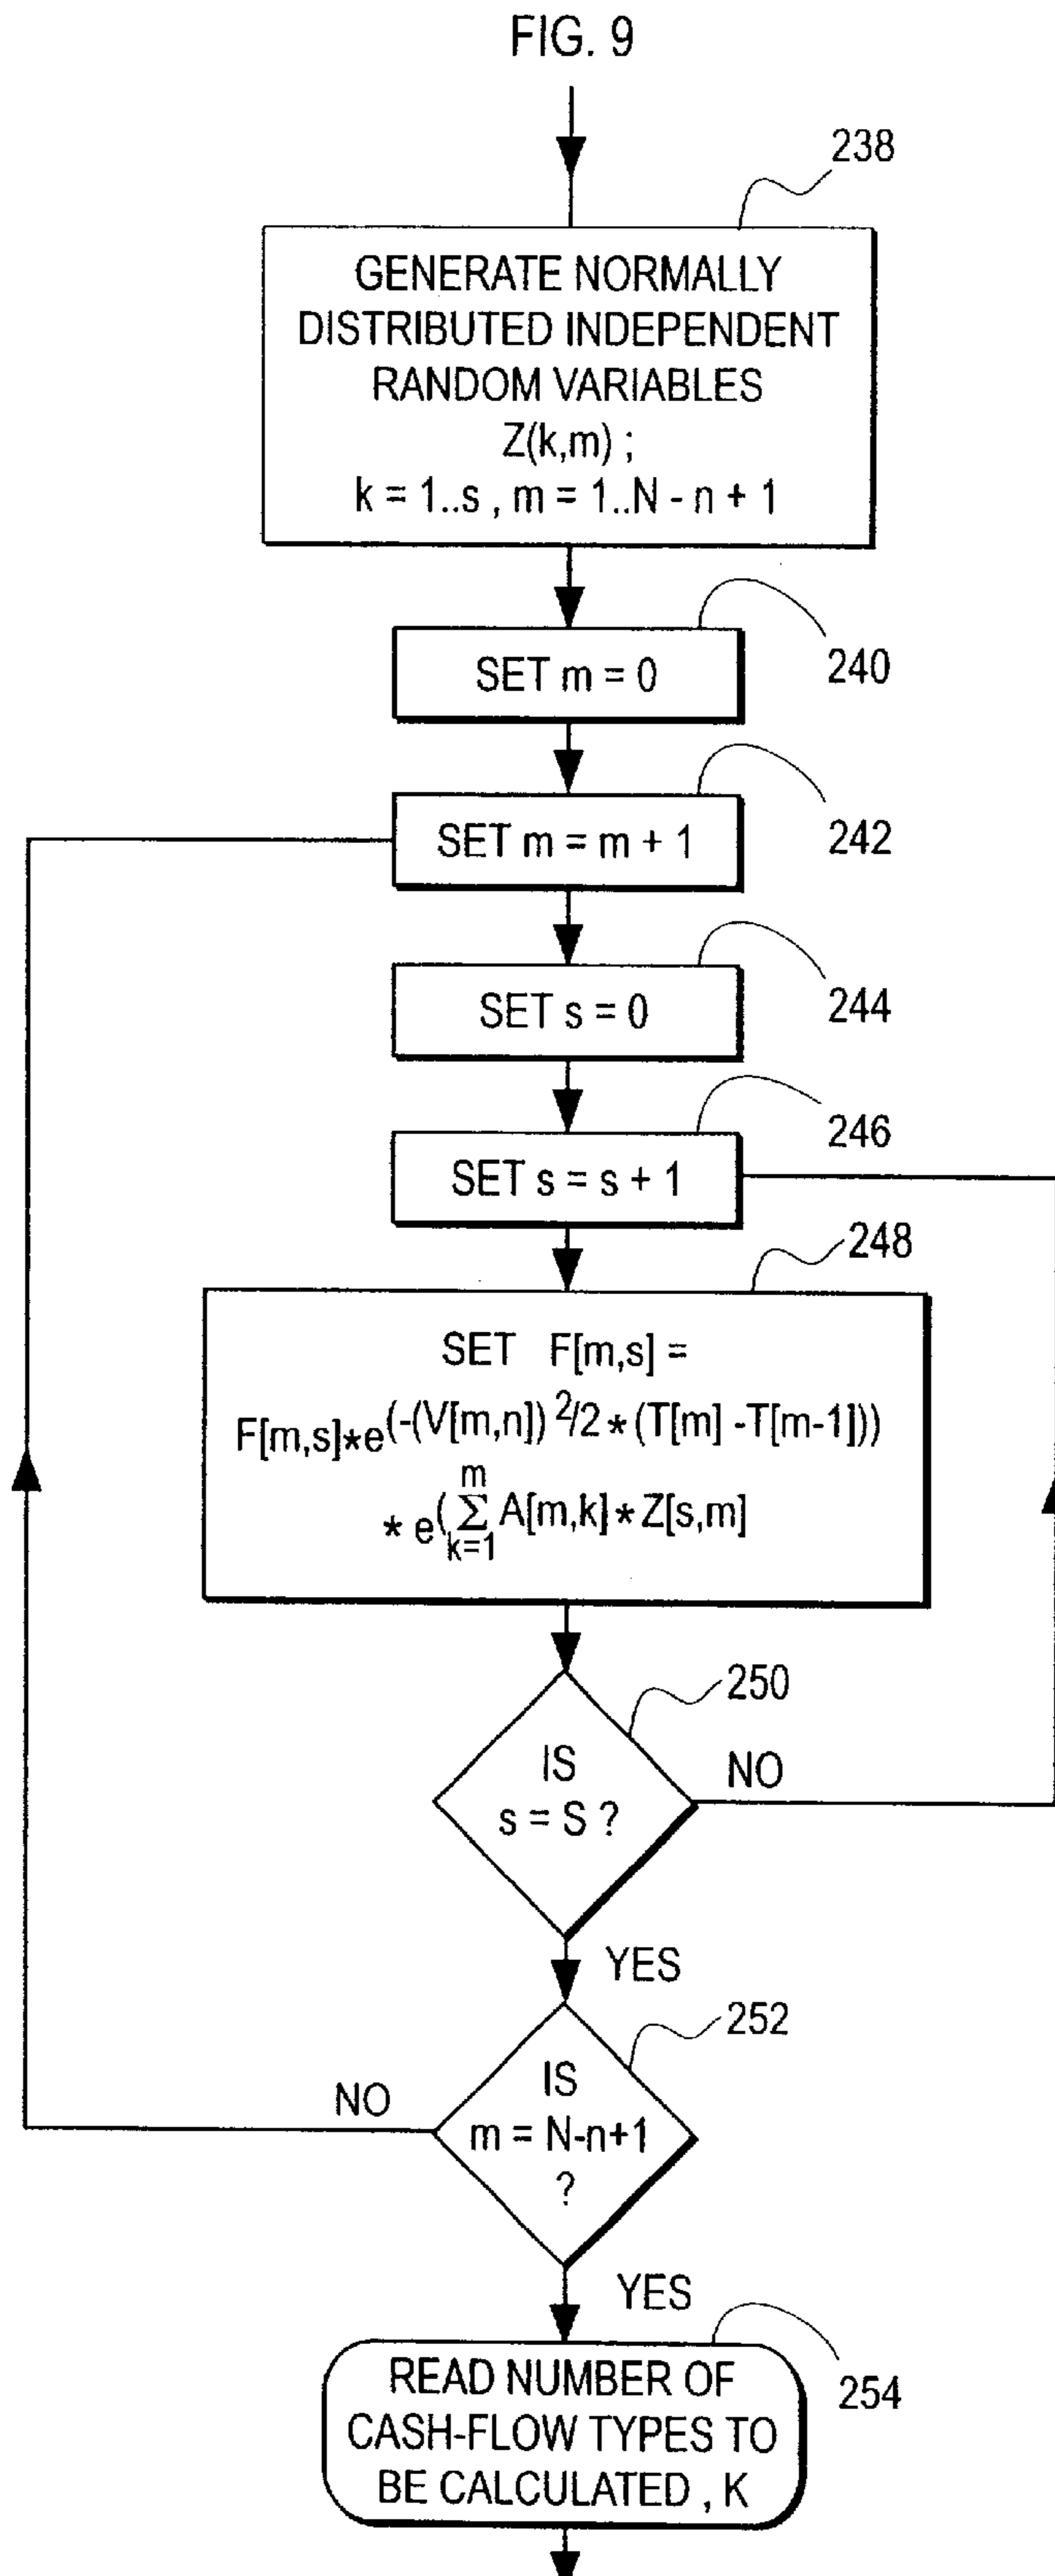 FIG. 9
238
GENERATE NORMALLY
DISTRIBUTED INDEPENDENT
RANDOM VARIABLES
Z(k,m) ;
k = 1..s , m = 1..N - n + 1
240
SET m = 0
242
SET m = m + 1
244
SET s = 0
246
SET s = s + 1
248
SET F[m,s] =
F[m,s]*e(-(V[m,n]) 2/2 * (T[m] -T[m-1]))
* e(m∑k=1 A[m,k] * Z[s,m]
250
IS
s = S ?
NO
YES
252
IS
m = N-n+1
?
NO
YES
254
READ NUMBER OF
CASH-FLOW TYPES TO
BE CALCULATED , K